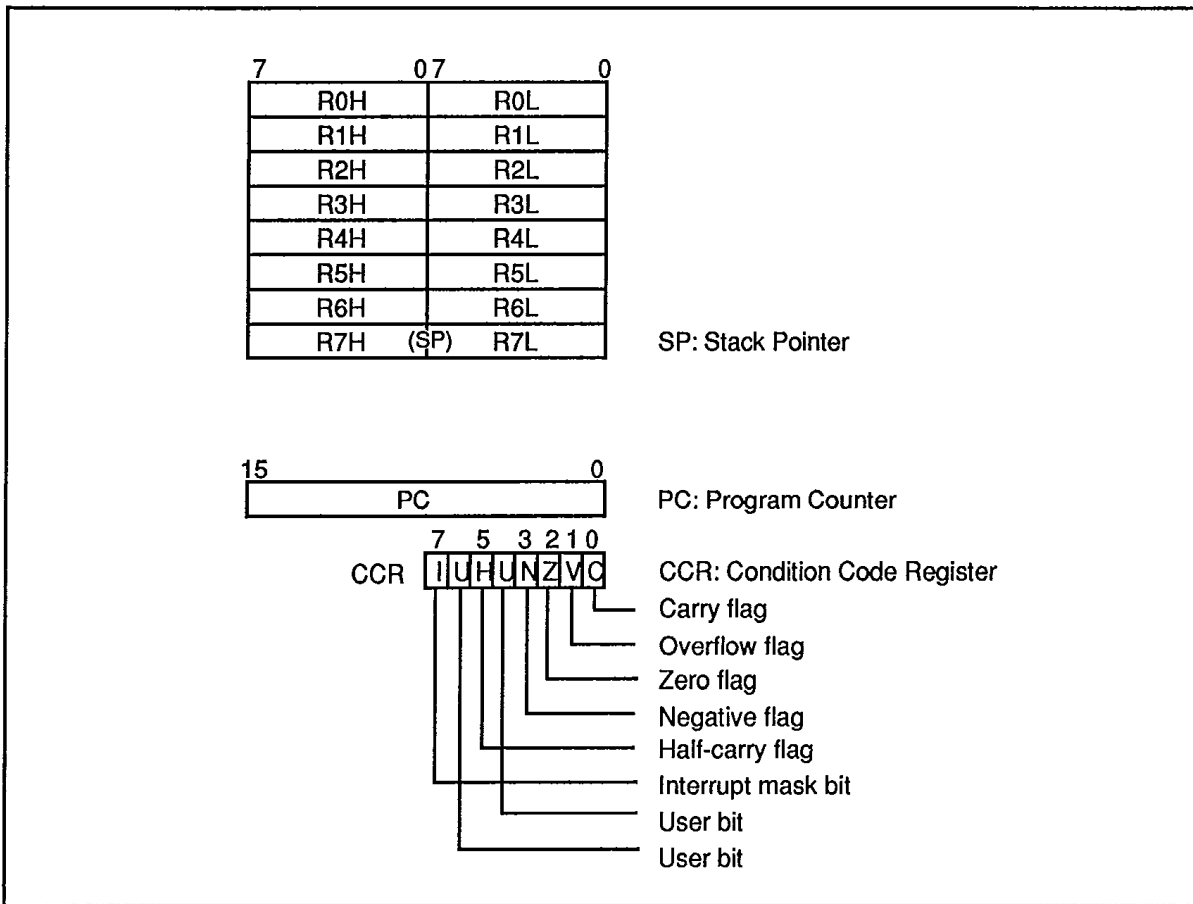 7 0 7 0
R0H R0L
R1H R1L
R2H R2L
R3H R3L
R4H R4L
R5H R5L
R6H R6L
R7H (SP) R7L SP: Stack Pointer
15 0
PC PC: Program Counter
7 5 3 2 1 0
CCR I U H U N Z V C CCR: Condition Code Register
Carry flag
Overflow flag
Zero flag
Negative flag
Half-carry flag
Interrupt mask bit
User bit
User bit